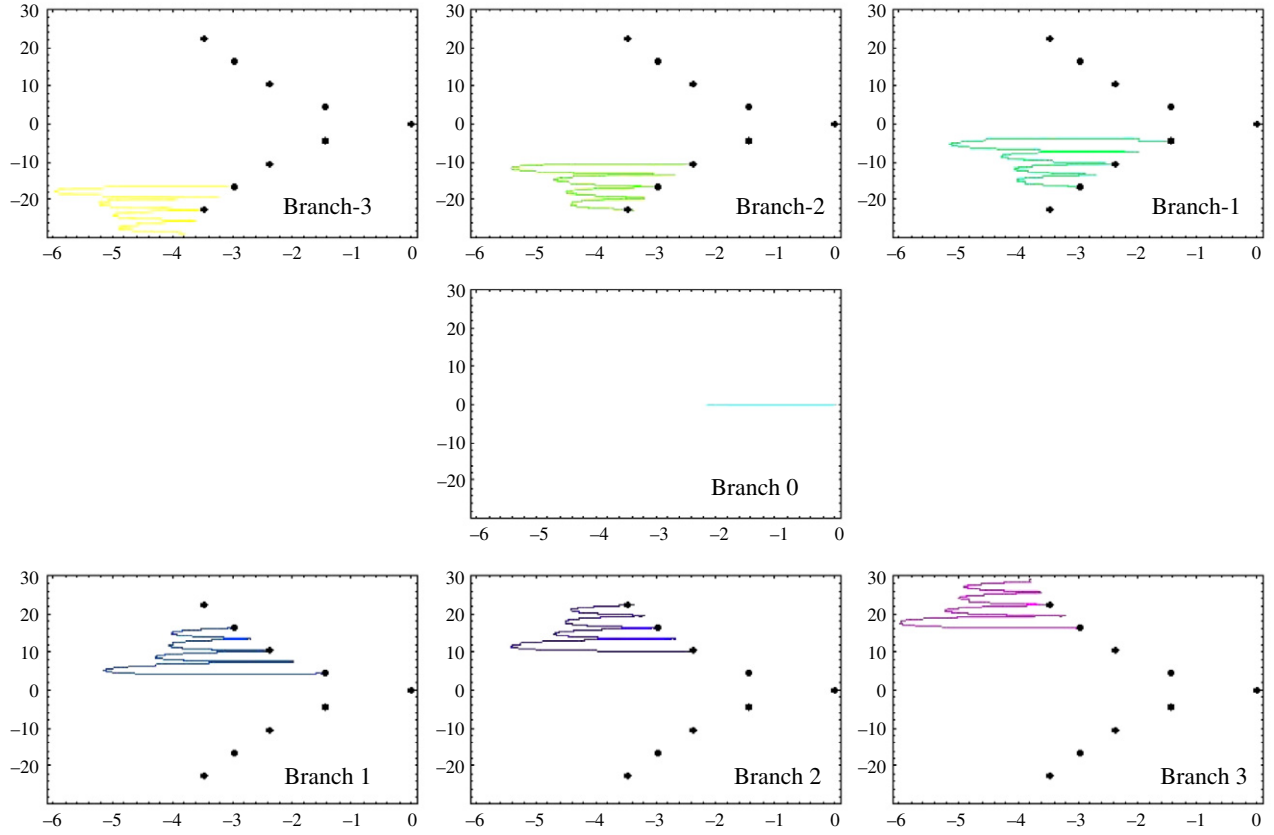 30 30 30
20 20 20
10 10 10
0 0 0
–10 –10 –10
–20 –20 –20
Branch-3 Branch-2 Branch-1
–6 –5 –4 –3 –2 –1 0 –6 –5 –4 –3 –2 –1 0 –6 –5 –4 –3 –2 –1 0
30
20
10
0
–10
–20
Branch 0
–6 –5 –4 –3 –2 –1 0
30 30 30
20 20 20
10 10 10
0 0 0
–10 –10 –10
–20 –20 –20
Branch 1 Branch 2 Branch 3
–6 –5 –4 –3 –2 –1 0 –6 –5 –4 –3 –2 –1 0 –6 –5 –4 –3 –2 –1 0